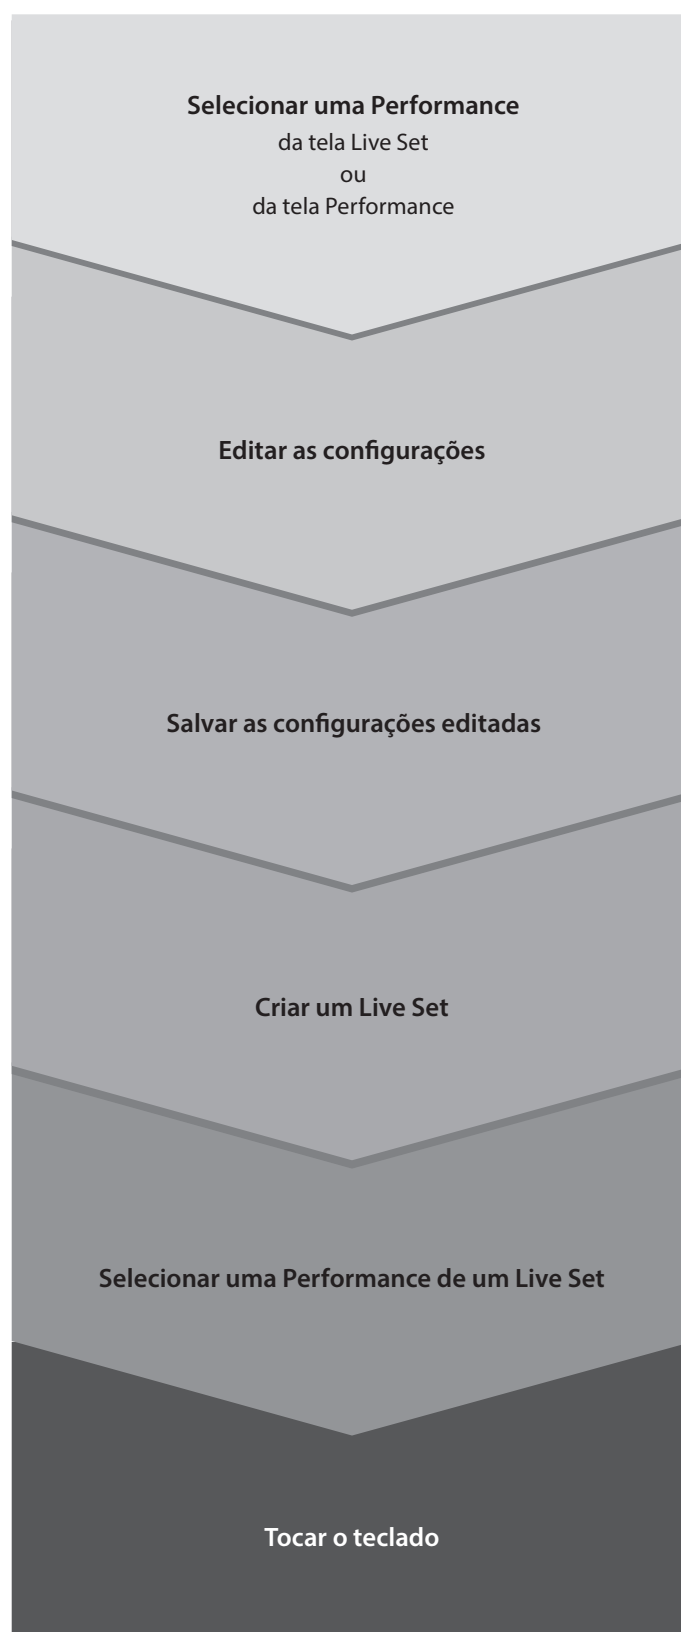 Selecionar uma Performance
da tela Live Set
ou
da tela Performance
Editar as configurações
Salvar as configurações editadas
Criar um Live Set
Selecionar uma Performance de um Live Set
Tocar o teclado